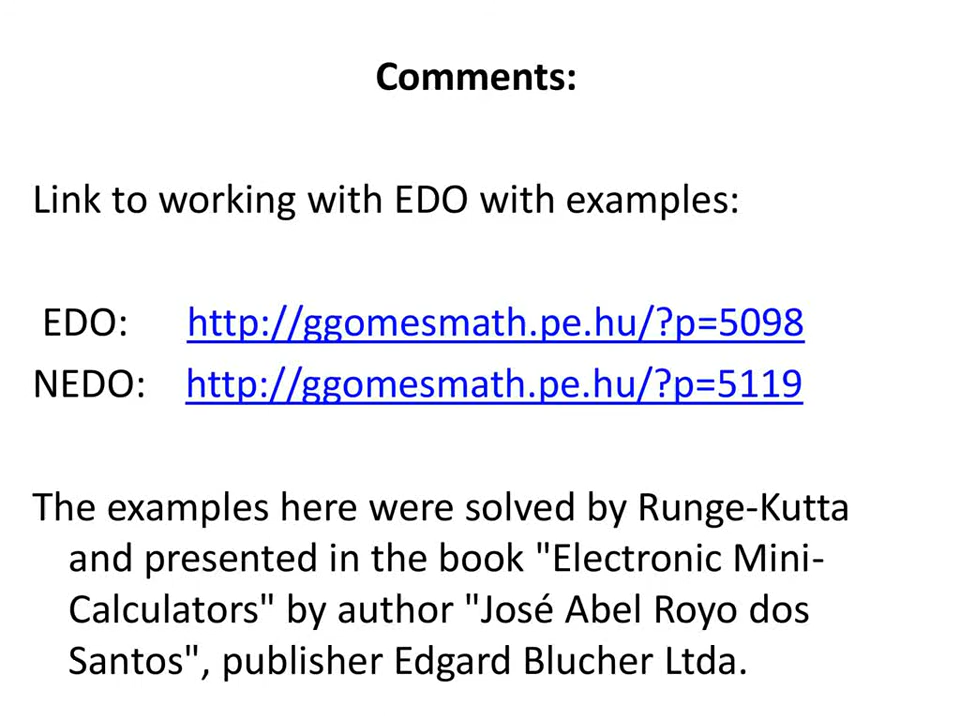 Comments:
Link to working with EDO with examples:
EDO: http://ggomesmath.pe.hu/?p=5098
NEDO: http://ggomesmath.pe.hu/?p=5119
The examples here were solved by Runge-Kutta
and presented in the book "Electronic Mini-
Calculators" by author "José Abel Royo dos
Santos", publisher Edgard Blucher Ltda.